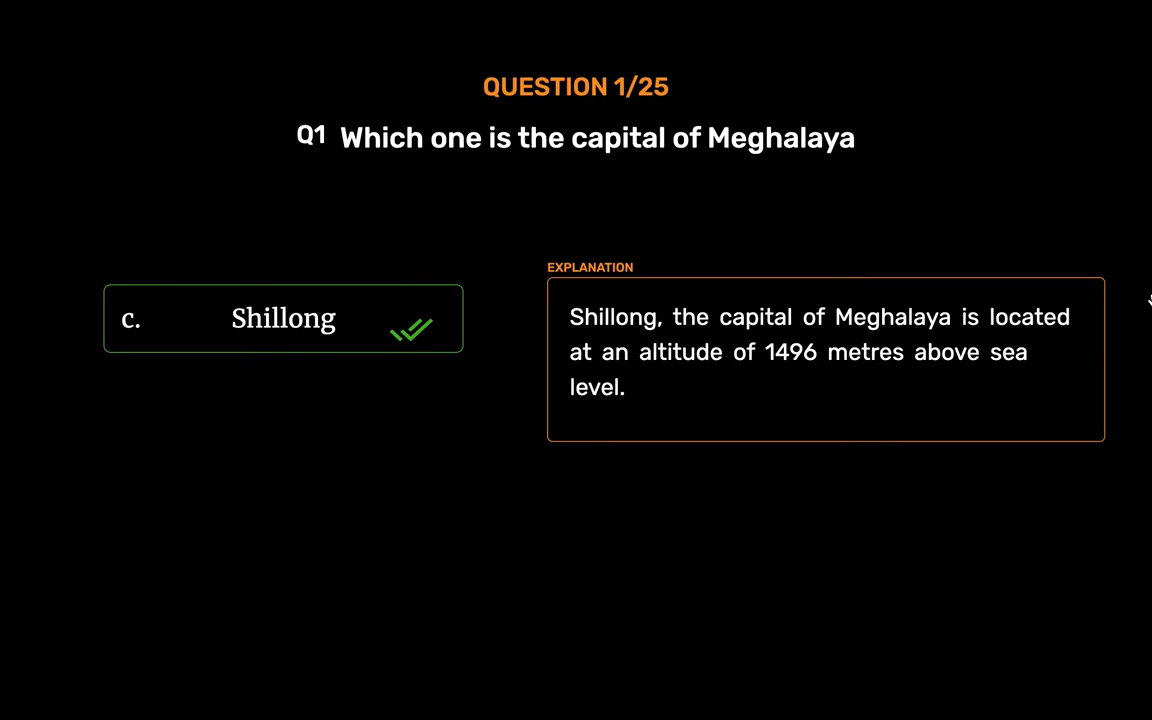 QUESTION 1/25
Q1 Which one is the capital of Meghalaya
c. Shillong
EXPLANATION
Shillong, the capital of Meghalaya is located
at an altitude of 1496 metres above sea
level.